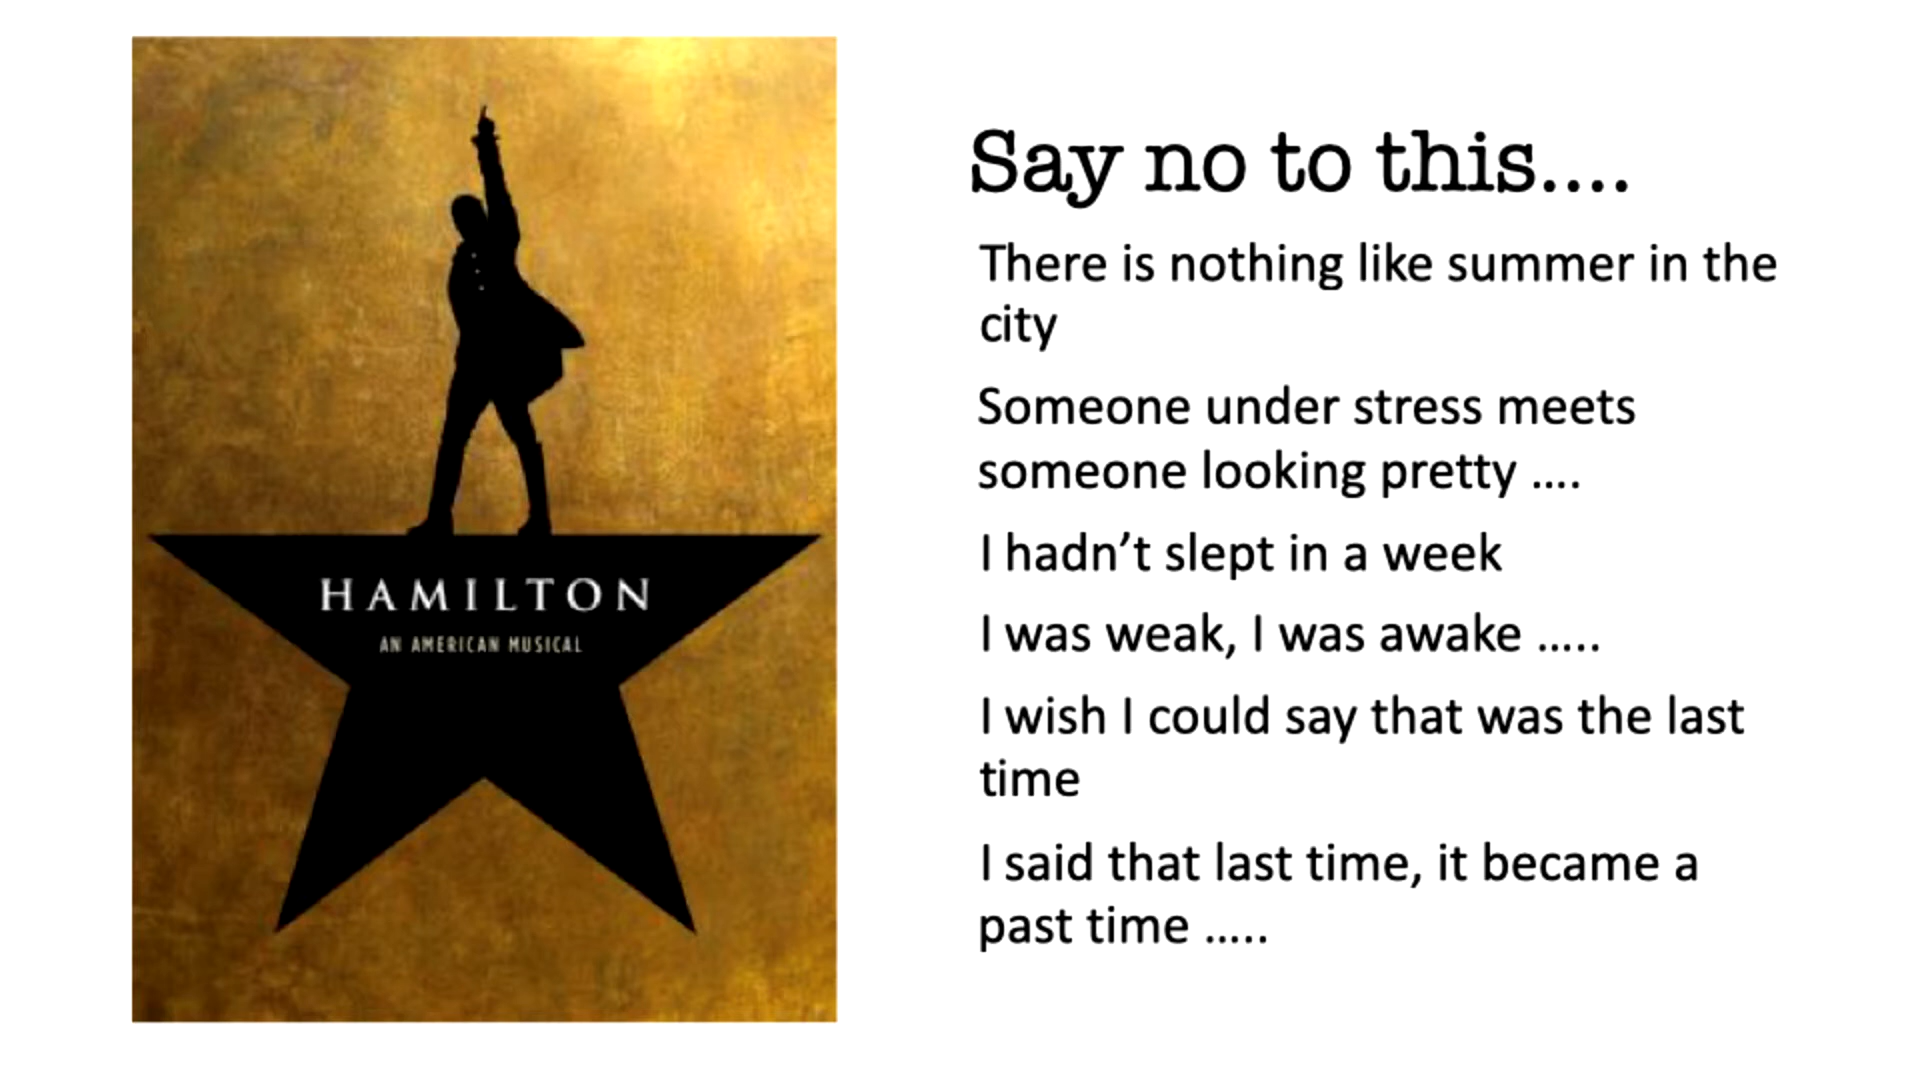 HAMILTON
AN AMERICAN MUSICAL
Say no to this....
There is nothing like summer in the
city
Someone under stress meets
someone looking pretty ....
I hadn’t slept in a week
I was weak, I was awake .....
I wish I could say that was the last
time
I said that last time, it became a
past time .....